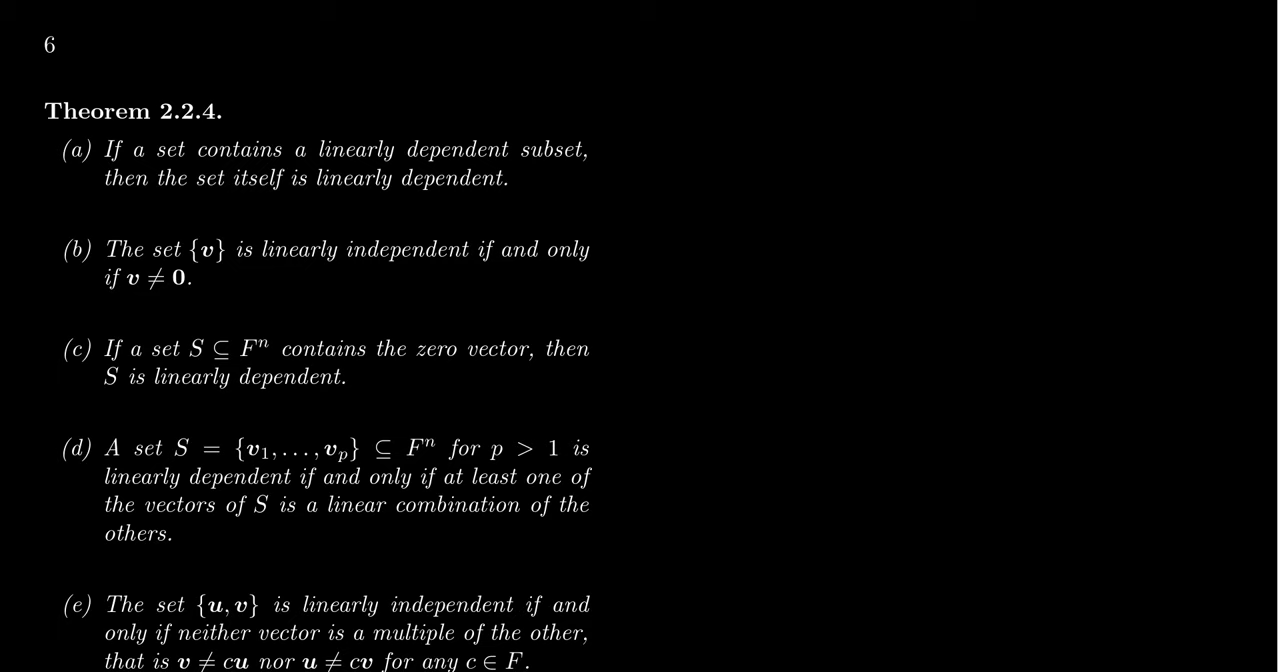 6
Theorem 2.2.4.
(a) If a set contains a linearly dependent subset,
then the set itself is linearly dependent.
(b) The set {v} is linearly independent if and only
if v ≠ 0.
(c) If a set S ⊆ Fⁿ contains the zero vector, then
S is linearly dependent.
(d) A set S = {v₁, . . . , vₚ} ⊆ Fⁿ for p > 1 is
linearly dependent if and only if at least one of
the vectors of S is a linear combination of the
others.
(e) The set {u, v} is linearly independent if and
only if neither vector is a multiple of the other,
that is v ≠ cu nor u ≠ cv for any c ∈ F.